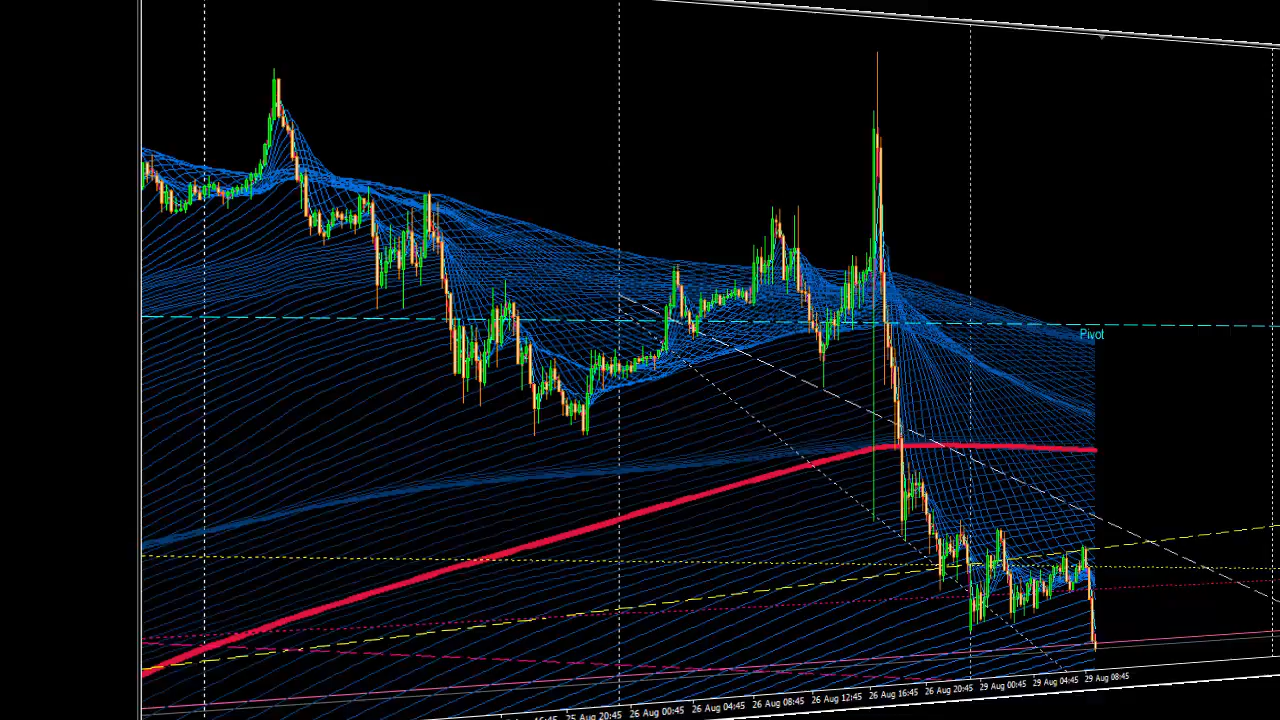 Pivot
16:45
25 Aug 20:45
26 Aug 00:45
26 Aug 04:45
26 Aug 08:45
26 Aug 12:45
26 Aug 16:45
26 Aug 20:45
29 Aug 00:45
29 Aug 04:45
29 Aug 08:45